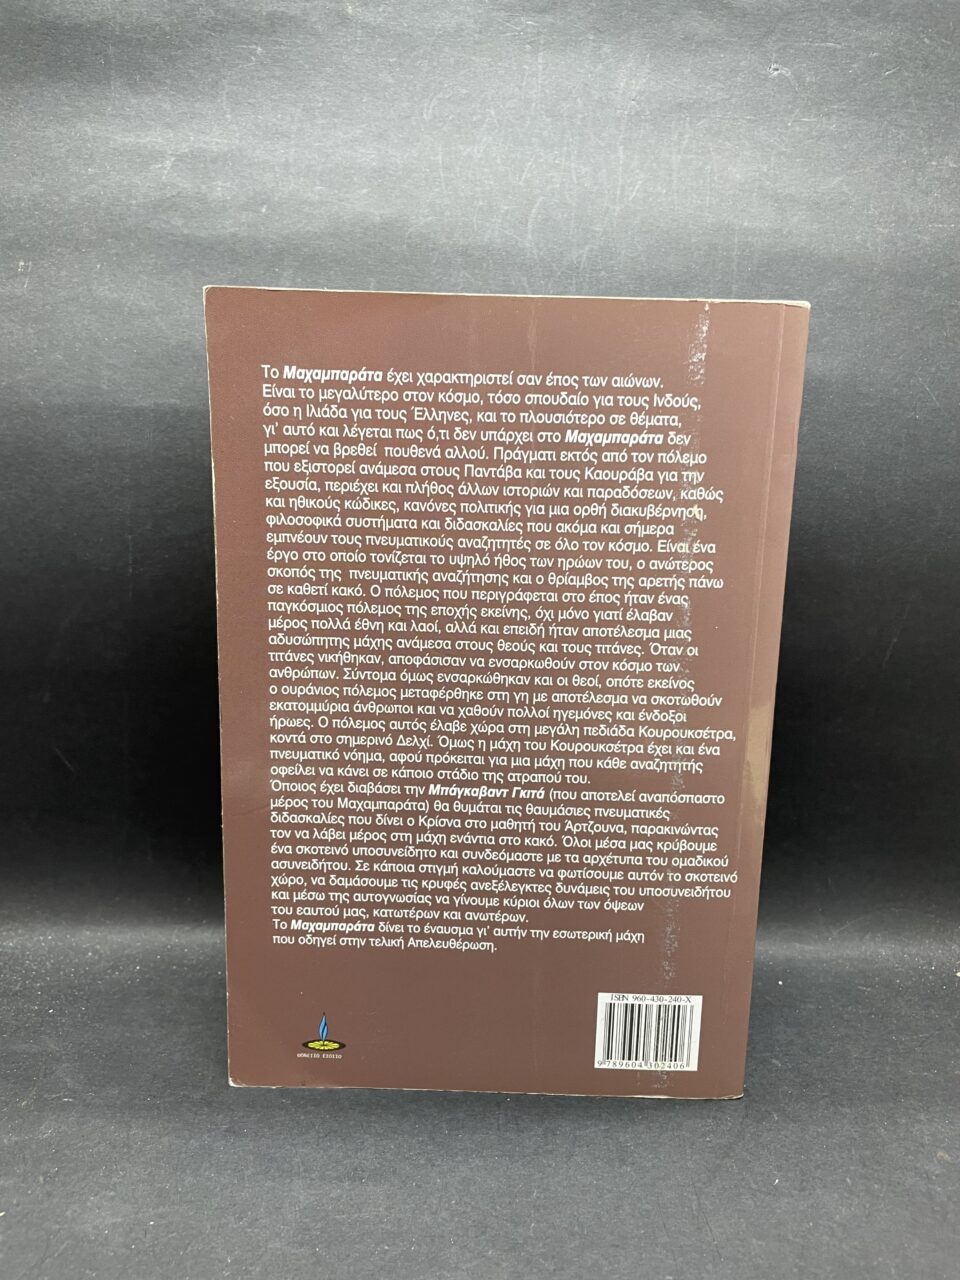 Το Μαχαμπαράτα έχει χαρακτηριστεί σαν έπος των αιώνων.
Είναι το μεγαλύτερο στον κόσμο, τόσο σπουδαίο για τους Ινδούς,
όσο η Ιλιάδα για τους Έλληνες, και το πλουσιότερο σε θέματα,
γι' αυτό και λέγεται πως ό,τι δεν υπάρχει στο Μαχαμπαράτα δεν
μπορεί να βρεθεί πουθενά αλλού. Πράγματι εκτός από τον πόλεμο
που εξιστορεί ανάμεσα στους Παντάβα και τους Καουράβα για την
εξουσία, περιέχει και πλήθος άλλων ιστοριών και παραδόσεων, καθώς
και ηθικούς κώδικες, κανόνες πολιτικής για μια ορθή διακυβέρνηση,
φιλοσοφικά συστήματα και διδασκαλίες που ακόμα και σήμερα
εμπνέουν τους πνευματικούς αναζητητές σε όλο τον κόσμο. Είναι ένα
έργο στο οποίο τονίζεται το υψηλό ήθος των ηρώων του, ο ανώτερος
σκοπός της πνευματικής αναζήτησης και ο θρίαμβος της αρετής πάνω
σε καθετί κακό. Ο πόλεμος που περιγράφεται στο έπος ήταν ένας
παγκόσμιος πόλεμος της εποχής εκείνης, όχι μόνο γιατί έλαβαν
μέρος πολλά έθνη και λαοί, αλλά και επειδή ήταν αποτέλεσμα μιας
αδυσώπητης μάχης ανάμεσα στους θεούς και τους τιτάνες. Όταν οι
τιτάνες νικήθηκαν, αποφάσισαν να ενσαρκωθούν στον κόσμο των
ανθρώπων. Σύντομα όμως ενσαρκώθηκαν και οι θεοί, οπότε εκείνος
ο ουράνιος πόλεμος μεταφέρθηκε στη γη με αποτέλεσμα να σκοτωθούν
εκατομμύρια άνθρωποι και να χαθούν πολλοί ηγεμόνες και ένδοξοι
ήρωες. Ο πόλεμος αυτός έλαβε χώρα στη μεγάλη πεδιάδα Κουρουκσέτρα,
κοντά στο σημερινό Δελχί. Όμως η μάχη του Κουρουκσέτρα έχει και ένα
πνευματικό νόημα, αφού πρόκειται για μια μάχη που κάθε αναζητητής
οφείλει να κάνει σε κάποιο στάδιο της ατραπού του.
Όποιος έχει διαβάσει την Μπάγκαβαντ Γκιτά (που αποτελεί αναπόσπαστο
μέρος του Μαχαμπαράτα) θα θυμάται τις θαυμάσιες πνευματικές
διδασκαλίες που δίνει ο Κρίσνα στο μαθητή του Άρτζουνα, παρακινώντας
τον να λάβει μέρος στη μάχη ενάντια στο κακό. Όλοι μέσα μας κρύβουμε
ένα σκοτεινό υποσυνείδητο και συνδεόμαστε με τα αρχέτυπα του ομαδικού
ασυνειδήτου. Σε κάποια στιγμή καλούμαστε να φωτίσουμε αυτόν το σκοτεινό
χώρο, να δαμάσουμε τις κρυφές ανεξέλεγκτες δυνάμεις του υποσυνειδήτου
και μέσω της αυτογνωσίας να γίνουμε κύριοι όλων των όψεων
του εαυτού μας, κατωτέρων και ανωτέρων.
Το Μαχαμπαράτα δίνει το έναυσμα γι' αυτήν την εσωτερική μάχη
που οδηγεί στην τελική Απελευθέρωση.
ISBN 960-430-240-X
9 789604 302406